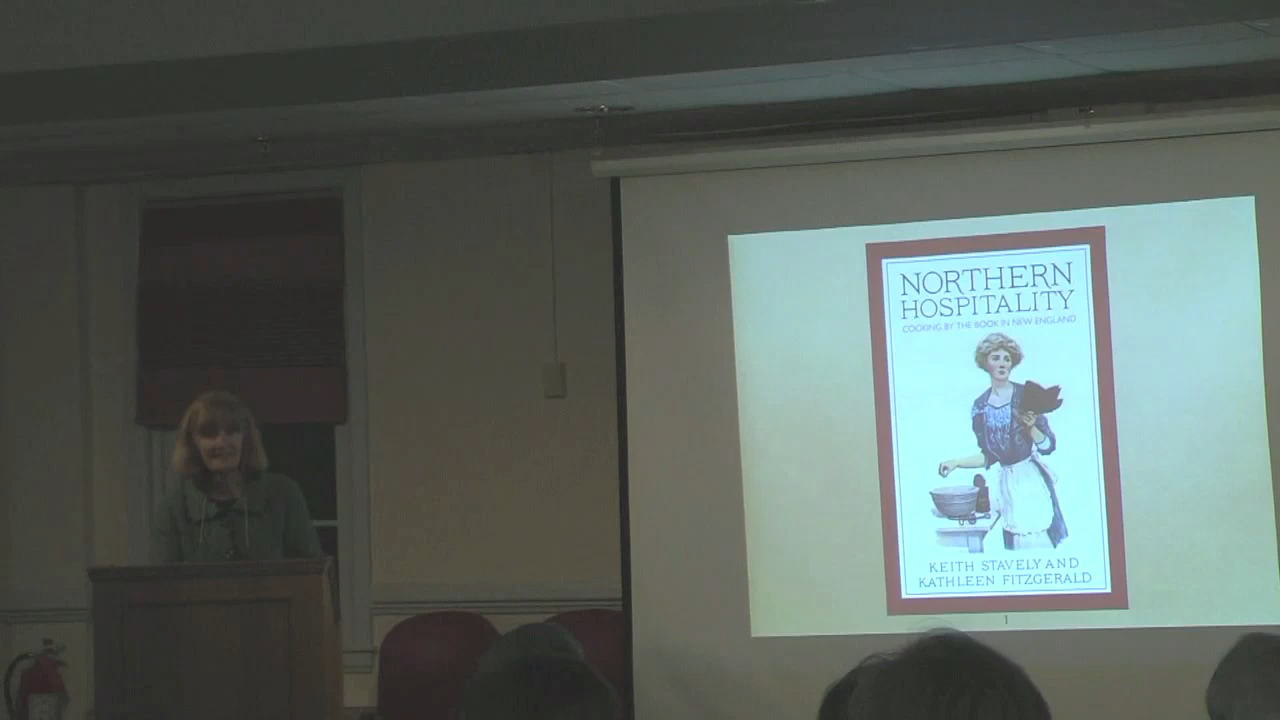 NORTHERN
HOSPITALITY
COOKING BY THE BOOK IN NEW ENGLAND
KEITH STAVELY AND
KATHLEEN FITZGERALD
1